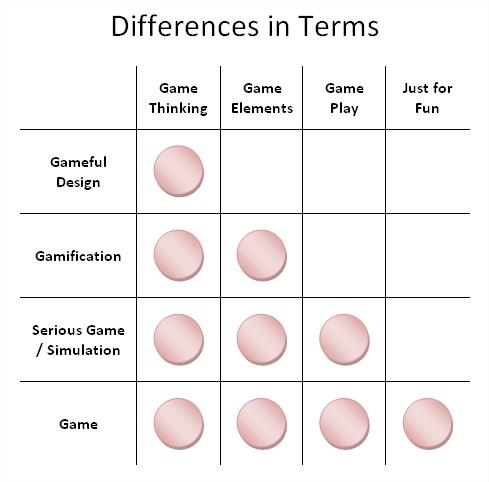 Differences in Terms
Game
Thinking
Game
Elements
Game
Play
Just for
Fun
Gameful
Design
Gamification
Serious Game
/ Simulation
Game